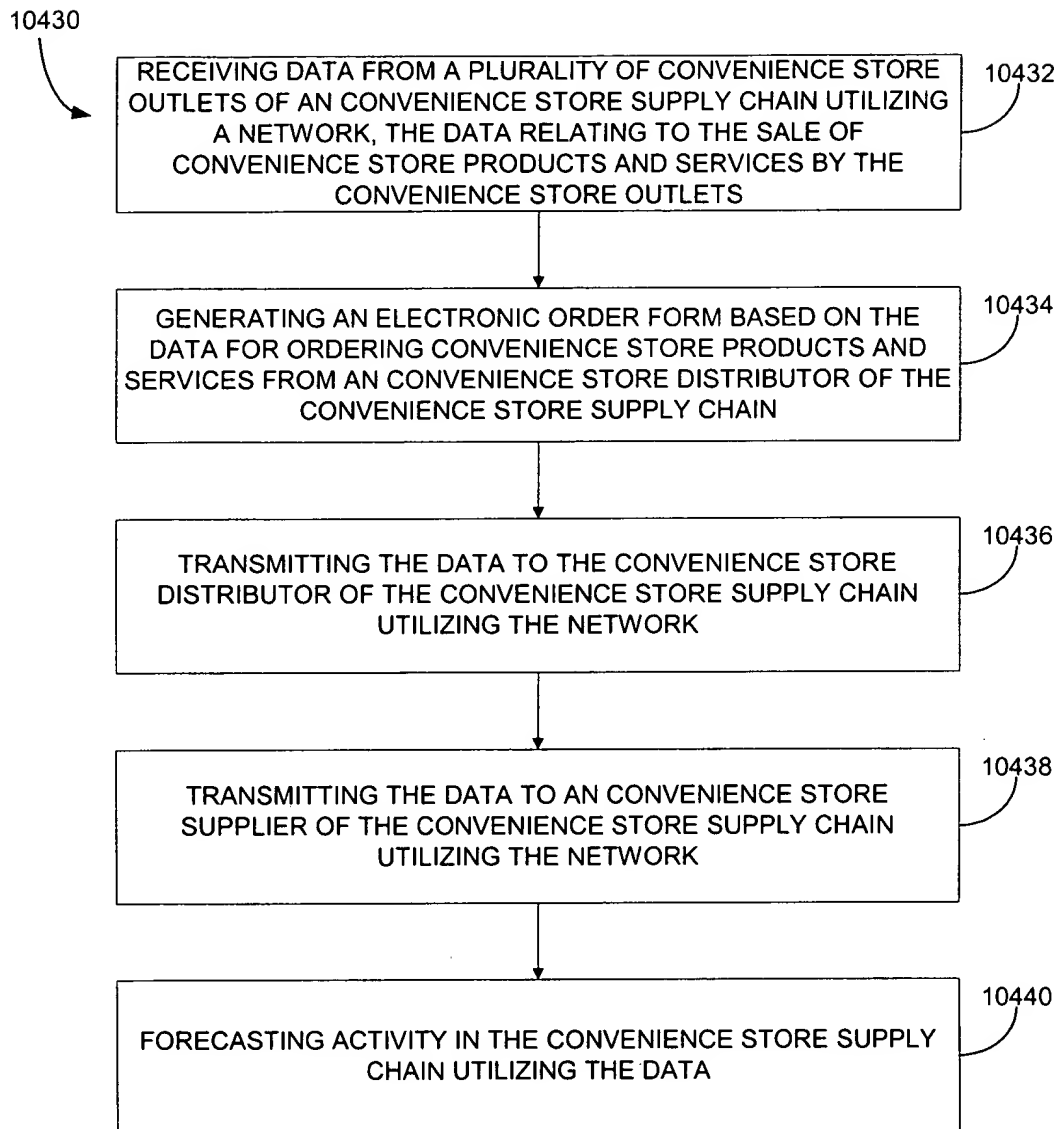 10430
RECEIVING DATA FROM A PLURALITY OF CONVENIENCE STORE
OUTLETS OF AN CONVENIENCE STORE SUPPLY CHAIN UTILIZING
A NETWORK, THE DATA RELATING TO THE SALE OF
CONVENIENCE STORE PRODUCTS AND SERVICES BY THE
CONVENIENCE STORE OUTLETS
10432
GENERATING AN ELECTRONIC ORDER FORM BASED ON THE
DATA FOR ORDERING CONVENIENCE STORE PRODUCTS AND
SERVICES FROM AN CONVENIENCE STORE DISTRIBUTOR OF THE
CONVENIENCE STORE SUPPLY CHAIN
10434
TRANSMITTING THE DATA TO THE CONVENIENCE STORE
DISTRIBUTOR OF THE CONVENIENCE STORE SUPPLY CHAIN
UTILIZING THE NETWORK
10436
TRANSMITTING THE DATA TO AN CONVENIENCE STORE
SUPPLIER OF THE CONVENIENCE STORE SUPPLY CHAIN
UTILIZING THE NETWORK
10438
FORECASTING ACTIVITY IN THE CONVENIENCE STORE SUPPLY
CHAIN UTILIZING THE DATA
10440